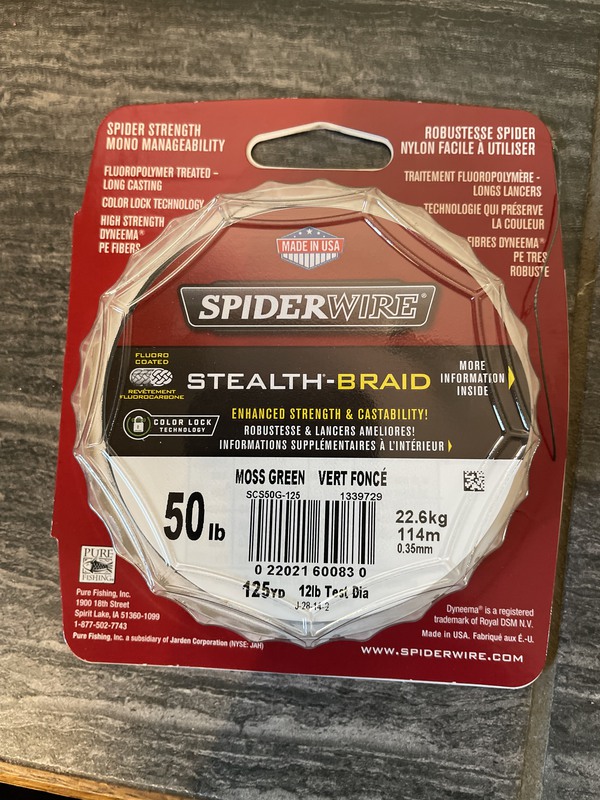 SPIDER STRENGTH
MONO MANAGEABILITY
FLUOROPOLYMER TREATED –
LONG CASTING
COLOR LOCK TECHNOLOGY
HIGH STRENGTH
DYNEEMA®
PE FIBERS
ROBUSTESSE SPIDER
NYLON FACILE À UTILISER
TRAITEMENT FLUOROPOLYMÈRE-
LONGS LANCERS
TECHNOLOGIE QUI PRÉSERVE
LA COULEUR
FIBRES DYNEEMA®
PE TRES
ROBUSTE
MADE IN USA
SPIDERWIRE®
FLUORO
COATED
REVÊTEMENT
FLUOROCARBONE
STEALTH®-BRAID
MORE
INFORMATION
INSIDE
COLOR LOCK
TECHNOLOGY
ENHANCED STRENGTH & CASTABILITY!
ROBUSTESSE & LANCERS AMELIORES!
INFORMATIONS SUPPLÉMENTAIRES À L'INTÉRIEUR
MOSS GREEN VERT FONCÉ
SCS50G-125 1339729
50 lb
22.6kg
114m
0.35mm
0 22021 60083 0
125YD 12lb Test Dia
J-28-14-2
PURE
FISHING
Pure Fishing, Inc.
1900 18th Street
Spirit Lake, IA 51360-1099
1-877-502-7743
Pure Fishing, Inc. a subsidiary of Jarden Corporation (NYSE: JAH)
Dyneema® is a registered
trademark of Royal DSM N.V.
Made in USA. Fabriqué aux É.-U.
WWW.SPIDERWIRE.COM